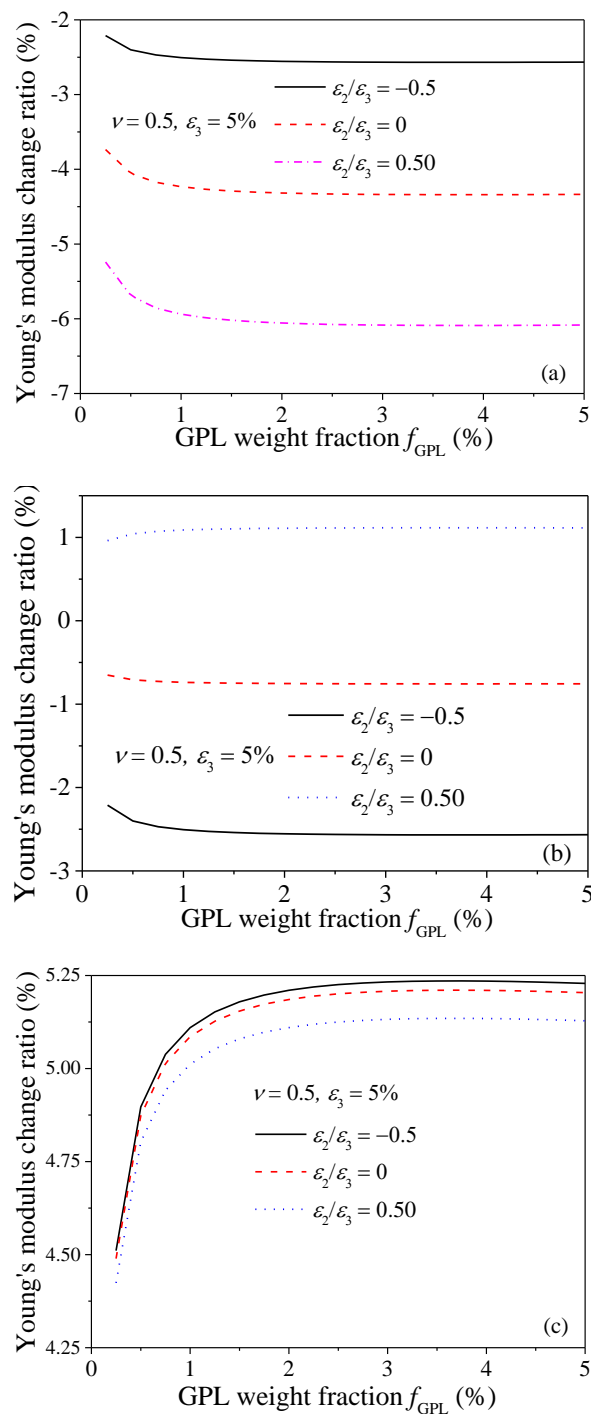 Young's modulus change ratio (%)
-2
-3
-4
-5
-6
-7
ε₂/ε₃ = −0.5
ν = 0.5, ε₃ = 5%
ε₂/ε₃ = 0
ε₂/ε₃ = 0.50
(a)
0 1 2 3 4 5
GPL weight fraction f_GPL (%)
Young's modulus change ratio (%)
1
0
-1
-2
-3
ε₂/ε₃ = −0.5
ν = 0.5, ε₃ = 5%
ε₂/ε₃ = 0
ε₂/ε₃ = 0.50
(b)
0 1 2 3 4 5
GPL weight fraction f_GPL (%)
Young's modulus change ratio (%)
5.25
5.00
4.75
4.50
4.25
ν = 0.5, ε₃ = 5%
ε₂/ε₃ = −0.5
ε₂/ε₃ = 0
ε₂/ε₃ = 0.50
(c)
0 1 2 3 4 5
GPL weight fraction f_GPL (%)